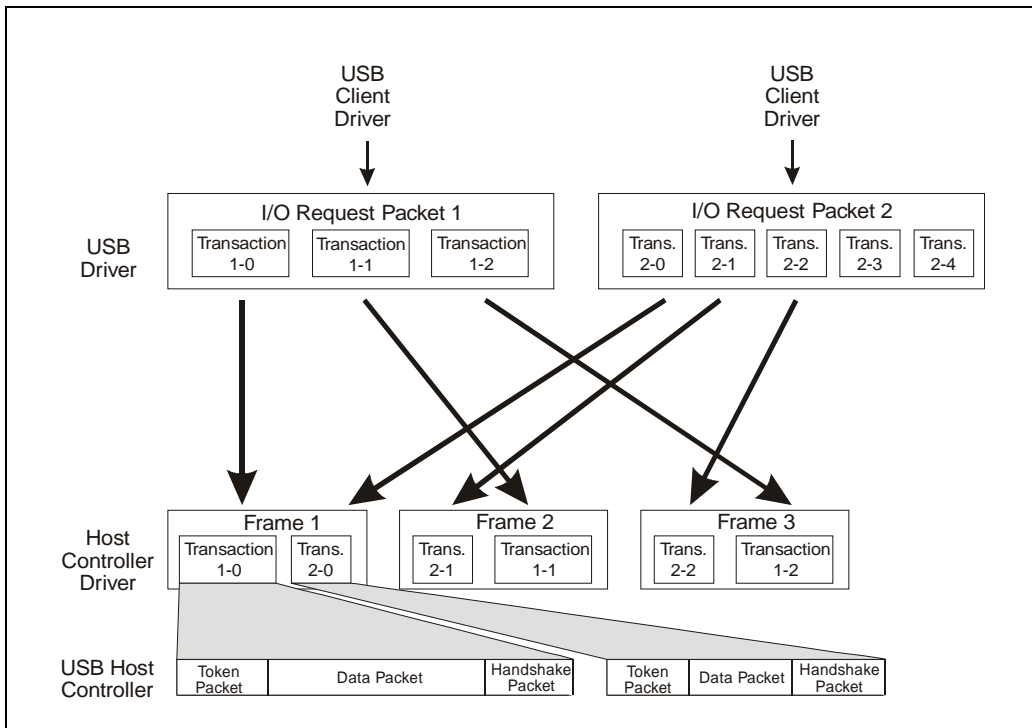 USB
Client
Driver
USB
Client
Driver
USB
Driver
I/O Request Packet 1
Transaction
1-0
Transaction
1-1
Transaction
1-2
I/O Request Packet 2
Trans.
2-0
Trans.
2-1
Trans.
2-2
Trans.
2-3
Trans.
2-4
Host
Controller
Driver
Frame 1
Transaction
1-0
Trans.
2-0
Frame 2
Trans.
2-1
Transaction
1-1
Frame 3
Trans.
2-2
Transaction
1-2
USB Host
Controller
Token
Packet
Data Packet
Handshake
Packet
Token
Packet
Data Packet
Handshake
Packet